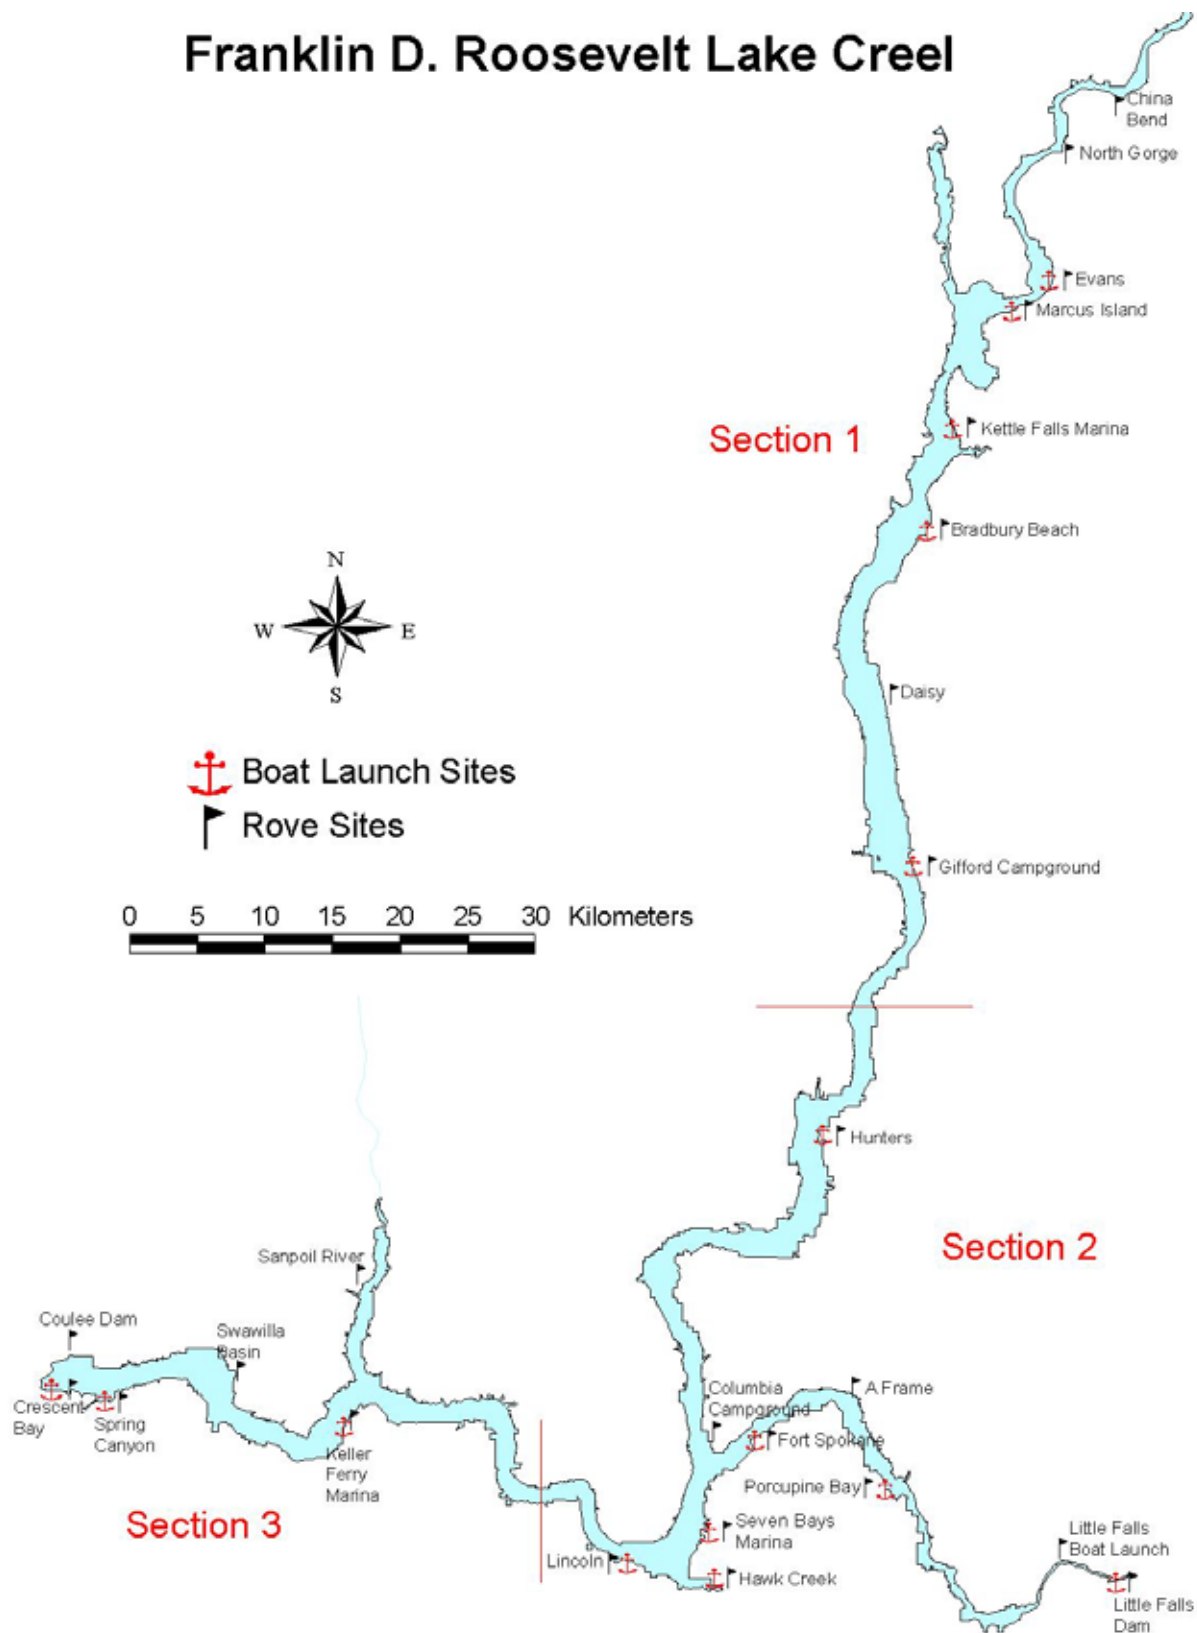 Franklin D. Roosevelt Lake Creel
China
Bend
North Gorge
Evans
Marcus Island
Section 1
Kettle Falls Marina
Bradbury Beach
N
W
E
S
Daisy
Boat Launch Sites
Rove Sites
Gifford Campground
0 5 10 15 20 25 30 Kilometers
Hunters
Section 2
Sanpoil River
Coulee Dam
Swawilla
Basin
Columbia
Campground
A Frame
Crescent
Bay
Spring
Canyon
Keller
Ferry
Marina
Fort Spokane
Porcupine Bay
Section 3
Seven Bays
Marina
Little Falls
Boat Launch
Lincoln
Hawk Creek
Little Falls
Dam